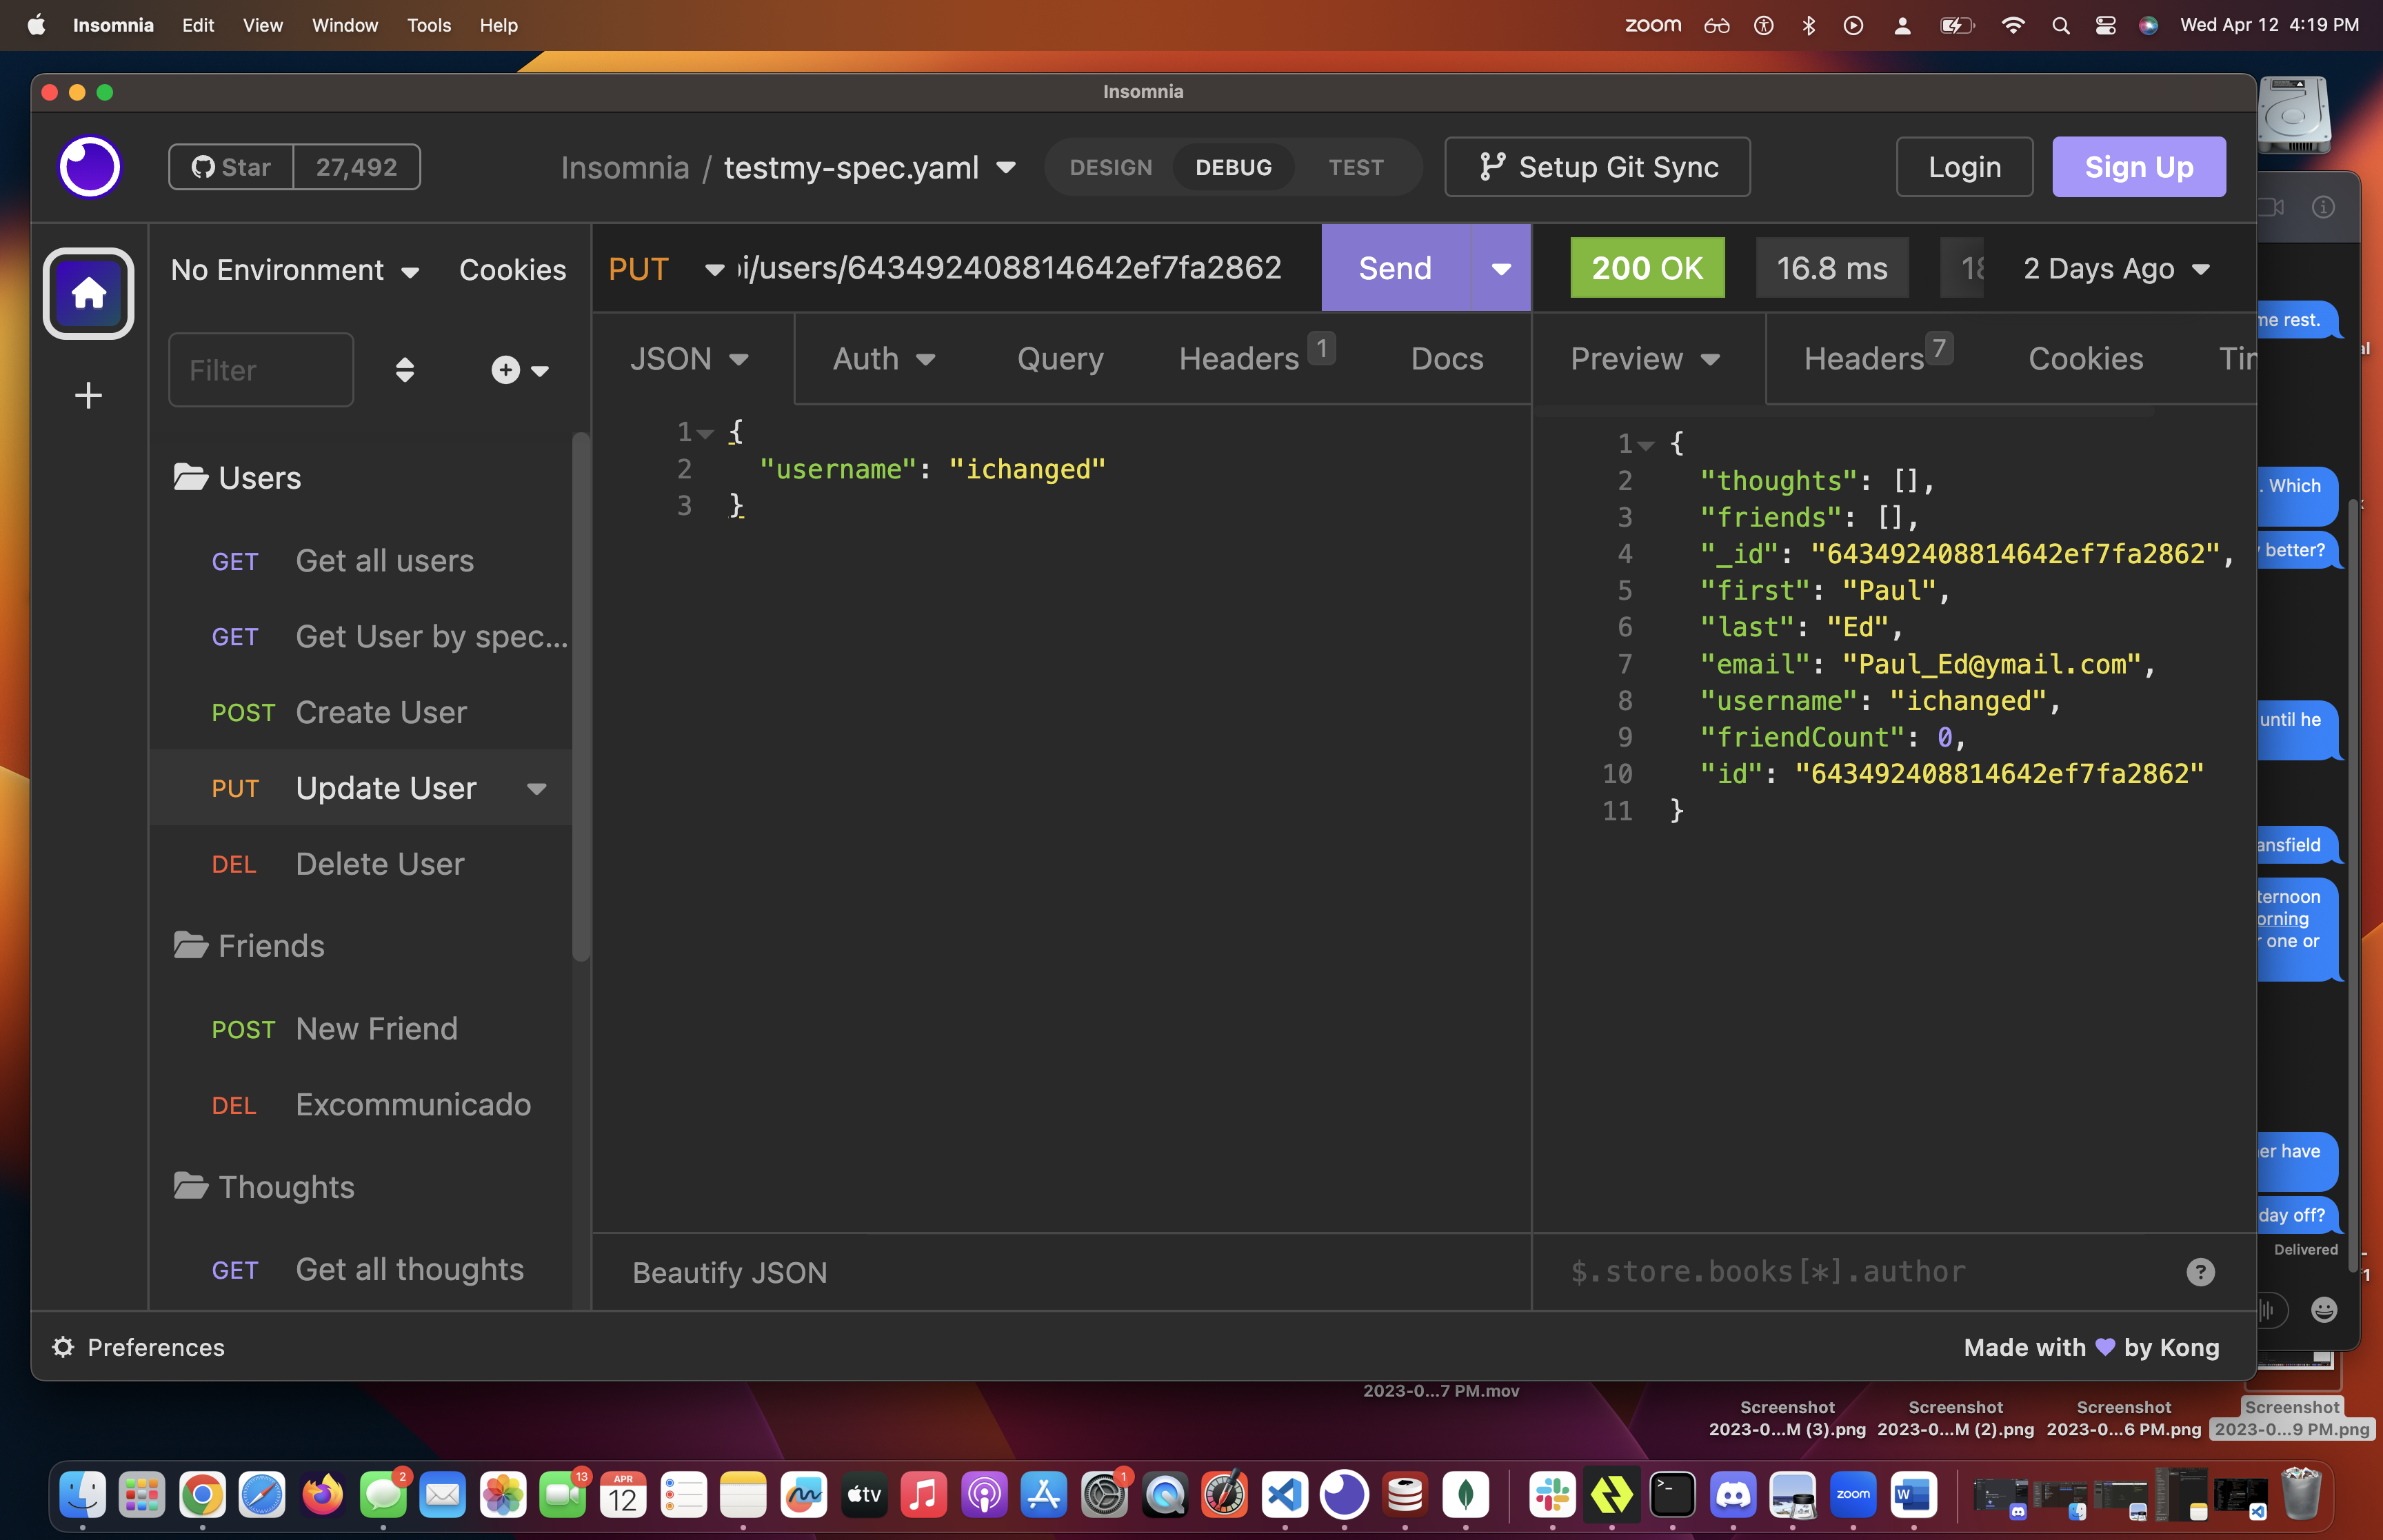 Insomnia Edit View Window Tools Help
zoom Wed Apr 12 4:19 PM
Insomnia
Star 27,492
Insomnia / testmy-spec.yaml
DESIGN DEBUG TEST
Setup Git Sync
Login Sign Up
No Environment Cookies
Filter
Users
GET Get all users
GET Get User by spec...
POST Create User
PUT Update User
DEL Delete User
Friends
POST New Friend
DEL Excommunicado
Thoughts
GET Get all thoughts
PUT i/users/643492408814642ef7fa2862 Send
JSON Auth Query Headers 1 Docs
1 {
2 "username": "ichanged"
3 }
Beautify JSON
200 OK 16.8 ms 2 Days Ago
Preview Headers 7 Cookies
1 {
2 "thoughts": [],
3 "friends": [],
4 "_id": "643492408814642ef7fa2862",
5 "first": "Paul",
6 "last": "Ed",
7 "email": "Paul_Ed@ymail.com",
8 "username": "ichanged",
9 "friendCount": 0,
10 "id": "643492408814642ef7fa2862"
11 }
$.store.books[*].author ?
Preferences
Made with by Kong
me rest.
. Which
better?
until he
ansfield
ternoon
orning
one or
er have
day off?
Delivered
2023-0...7 PM.mov
Screenshot
2023-0...M (3).png
Screenshot
2023-0...M (2).png
Screenshot
2023-0...6 PM.png
Screenshot
2023-0...9 PM.png
2
13
APR
12
tv
1
zoom
W